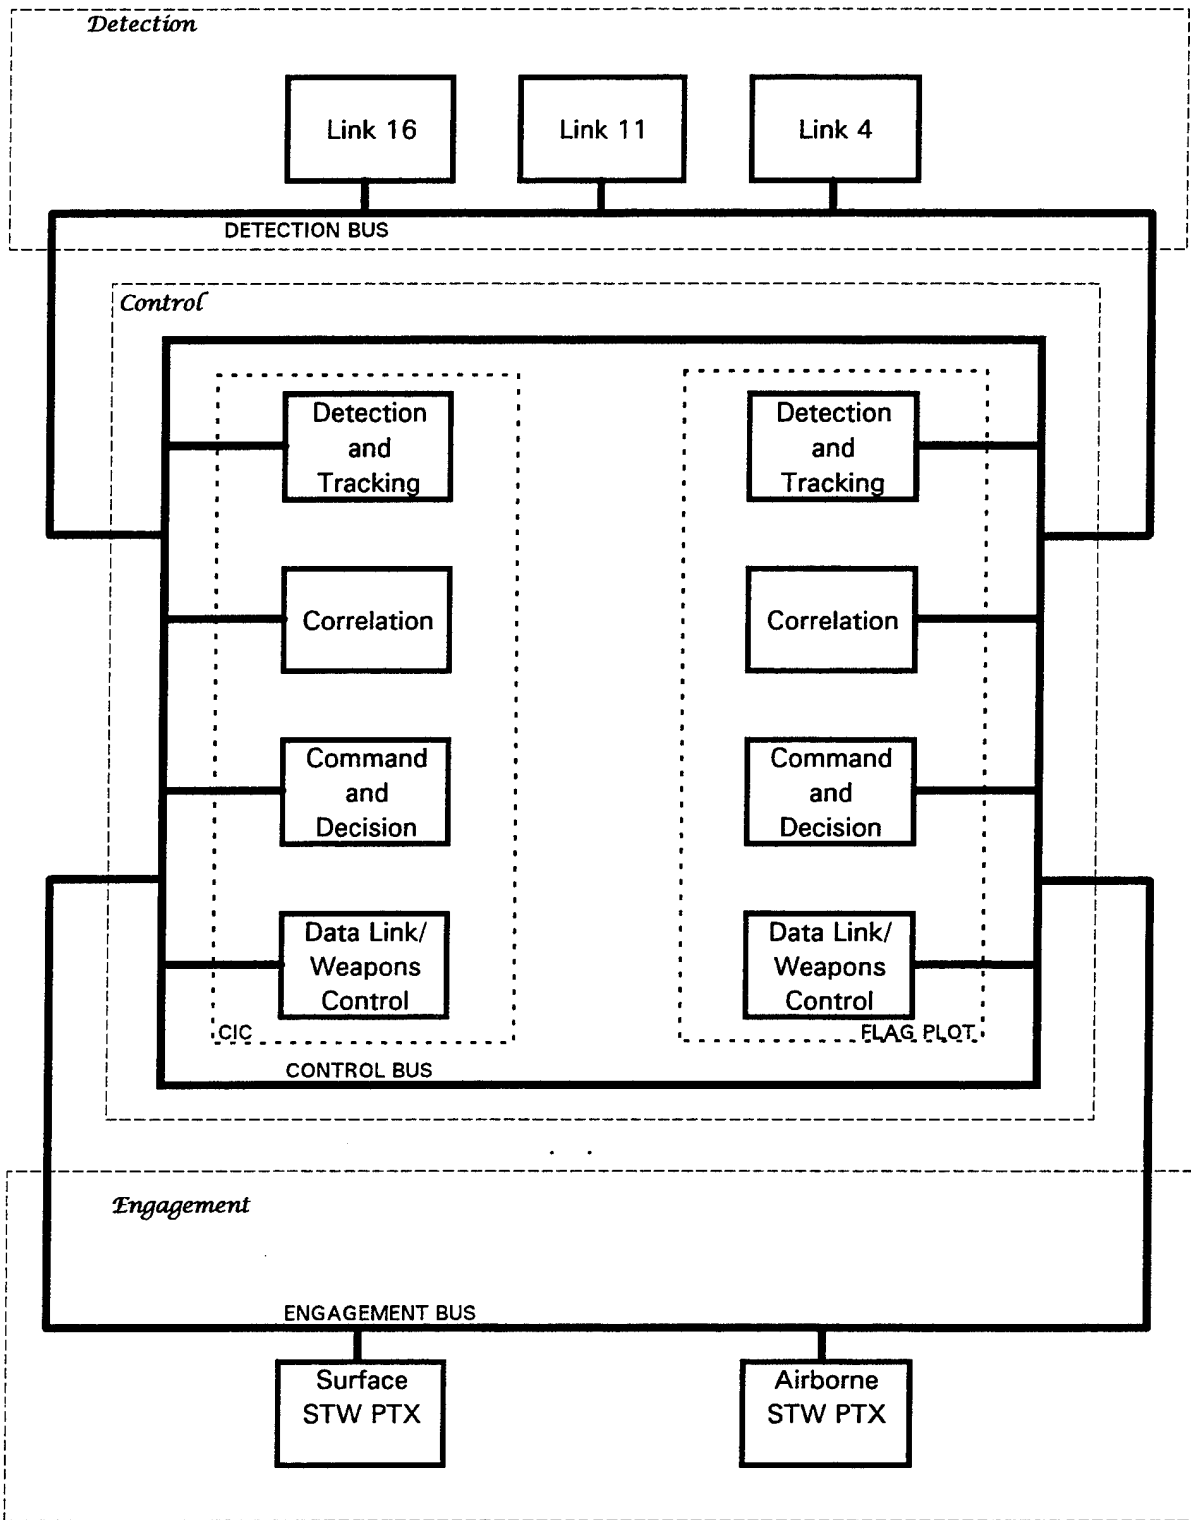 Detection
Link 16
Link 11
Link 4
DETECTION BUS
Control
Detection
and
Tracking
Detection
and
Tracking
Correlation
Correlation
Command
and
Decision
Command
and
Decision
Data Link/
Weapons
Control
Data Link/
Weapons
Control
CIC
FLAG PLOT
CONTROL BUS
Engagement
ENGAGEMENT BUS
Surface
STW PTX
Airborne
STW PTX